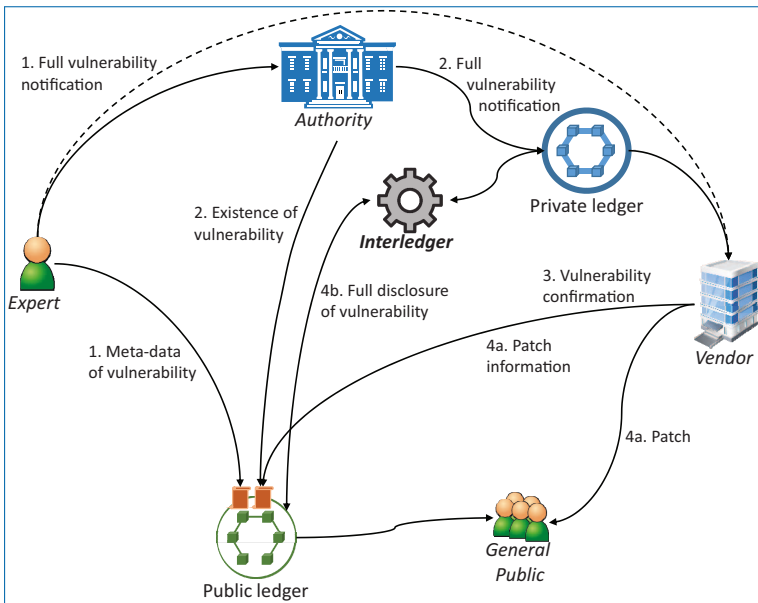 1. Full vulnerability
notification
Authority
2. Full
vulnerability
notification
Private ledger
2. Existence of
vulnerability
Interledger
Expert
4b. Full disclosure
of vulnerability
3. Vulnerability
confirmation
1. Meta-data
of vulnerability
4a. Patch
information
Vendor
4a. Patch
General
Public
Public ledger